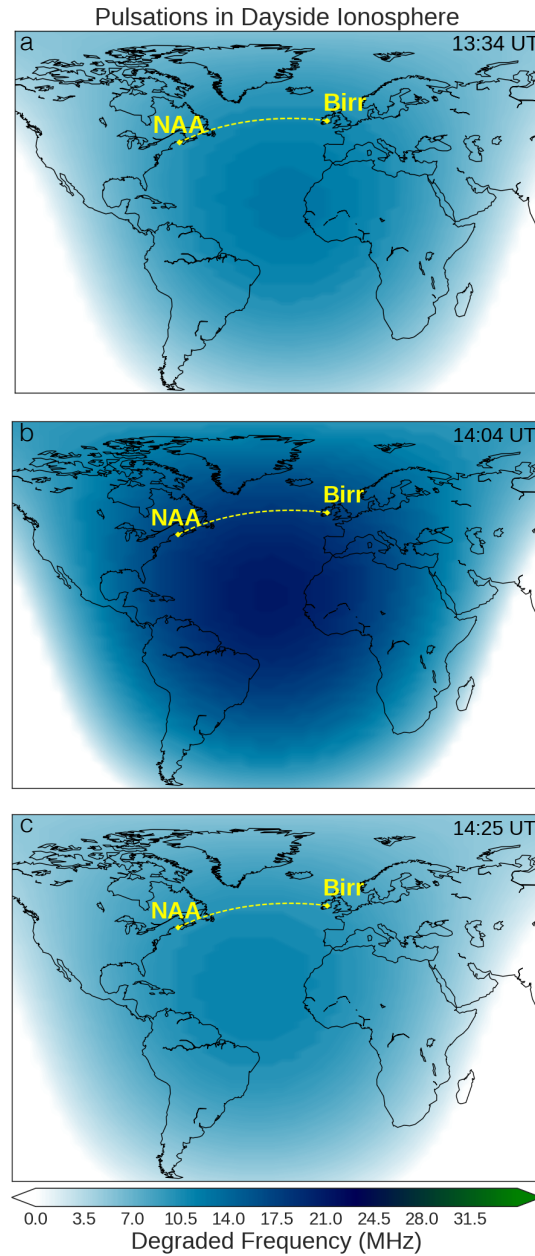 Pulsations in Dayside Ionosphere
a
13:34 UT
NAA
Birr
b
14:04 UT
NAA
Birr
c
14:25 UT
NAA
Birr
0.0 3.5 7.0 10.5 14.0 17.5 21.0 24.5 28.0 31.5
Degraded Frequency (MHz)